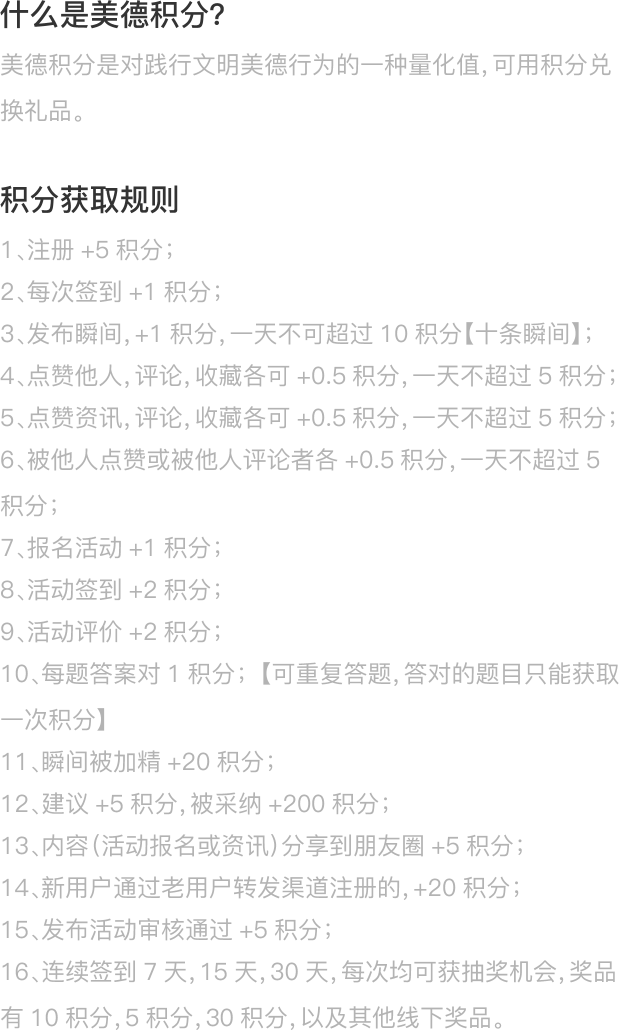 什么是美德积分？
美德积分是对践行文明美德行为的一种量化值，可用积分兑
换礼品。
积分获取规则
1、注册 +5 积分；
2、每次签到 +1 积分；
3、发布瞬间，+1 积分，一天不可超过 10 积分【十条瞬间】；
4、点赞他人，评论，收藏各可 +0.5 积分，一天不超过 5 积分；
5、点赞资讯，评论，收藏各可 +0.5 积分，一天不超过 5 积分；
6、被他人点赞或被他人评论者各 +0.5 积分，一天不超过 5
积分；
7、报名活动 +1 积分；
8、活动签到 +2 积分；
9、活动评价 +2 积分；
10、每题答案对 1 积分；【可重复答题，答对的题目只能获取
一次积分】
11、瞬间被加精 +20 积分；
12、建议 +5 积分，被采纳 +200 积分；
13、内容（活动报名或资讯）分享到朋友圈 +5 积分；
14、新用户通过老用户转发渠道注册的，+20 积分；
15、发布活动审核通过 +5 积分；
16、连续签到 7 天，15 天，30 天，每次均可获抽奖机会，奖品
有 10 积分，5 积分，30 积分，以及其他线下奖品。